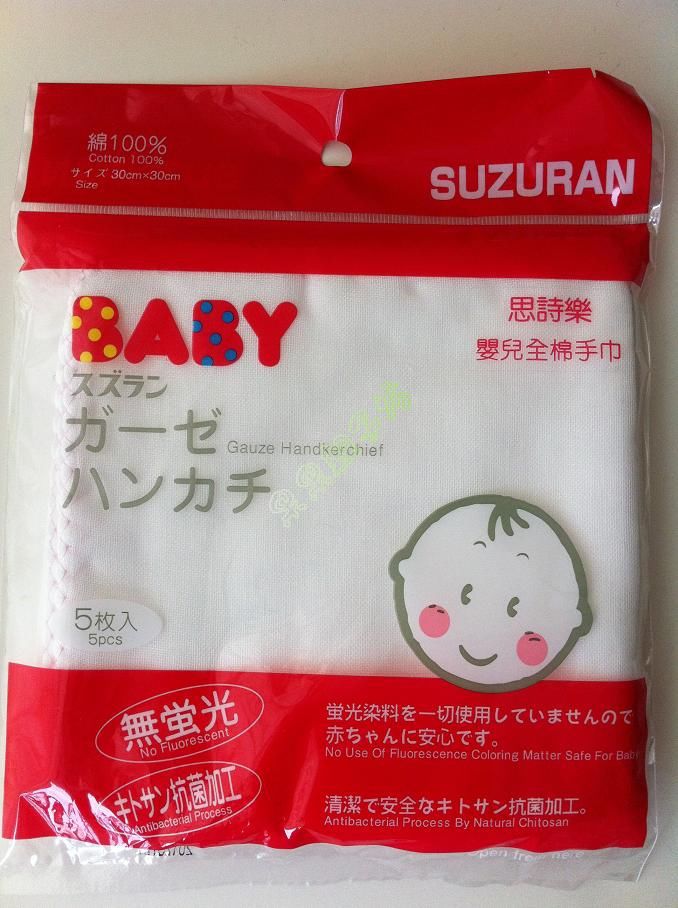 綿100%
Cotton 100%
サイズ 30cm×30cm
Size
SUZURAN
BABY
思詩樂
嬰兒全棉手巾
スズラン
ガーゼ
Gauze Handkerchief
ハンカチ
5枚入
5pcs
無蛍光
No Fluorescent
蛍光染料を一切使用していませんので
赤ちゃんに安心です。
No Use Of Fluorescence Coloring Matter Safe For Baby
キトサン抗菌加工
Antibacterial Process
清潔で安全なキトサン抗菌加工。
Antibacterial Process By Natural Chitosan
Open from here